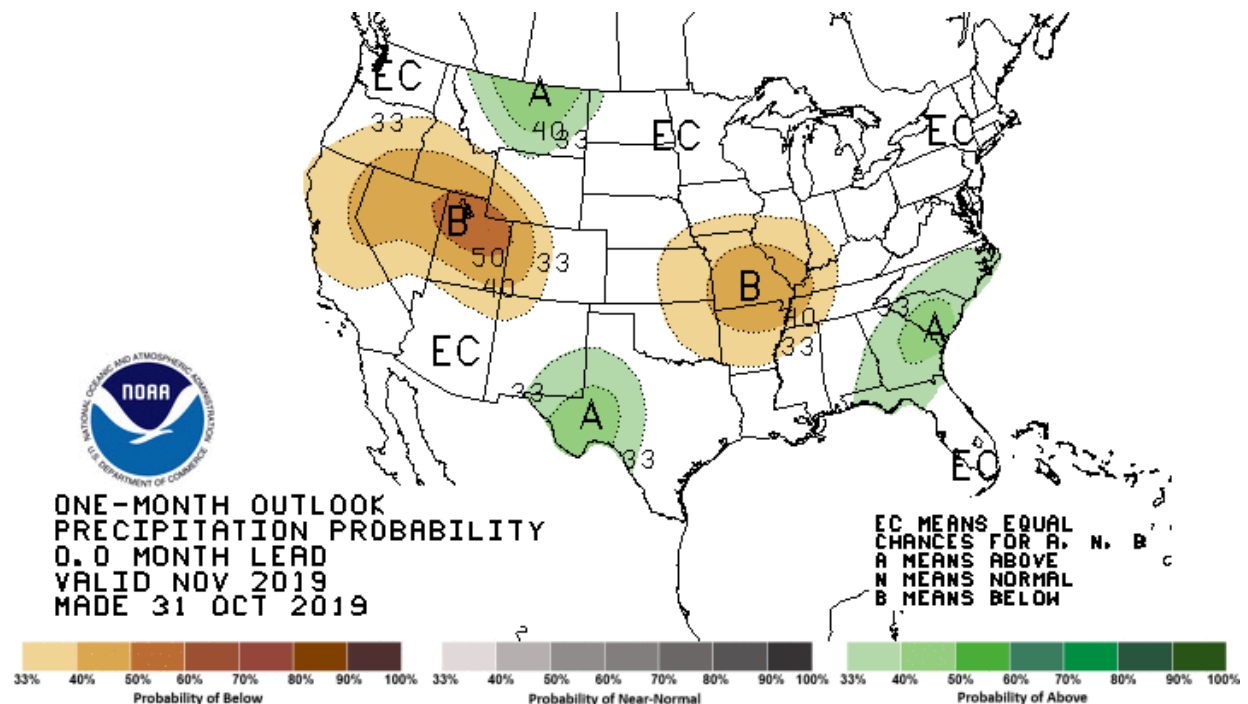 EC
A
33
40
33
EC
EC
B
50
33
40
B
40
33
33
A
EC
33
A
33
EC
NATIONAL OCEANIC AND ATMOSPHERIC ADMINISTRATION
NOAA
U.S. DEPARTMENT OF COMMERCE
ONE-MONTH OUTLOOK
PRECIPITATION PROBABILITY
0.0 MONTH LEAD
VALID NOV 2019
MADE 31 OCT 2019
EC MEANS EQUAL
CHANCES FOR A, N, B
A MEANS ABOVE
N MEANS NORMAL
B MEANS BELOW
33% 40% 50% 60% 70% 80% 90% 100%
Probability of Below
33% 40% 50% 60% 70% 80% 90% 100%
Probability of Near-Normal
33% 40% 50% 60% 70% 80% 90% 100%
Probability of Above